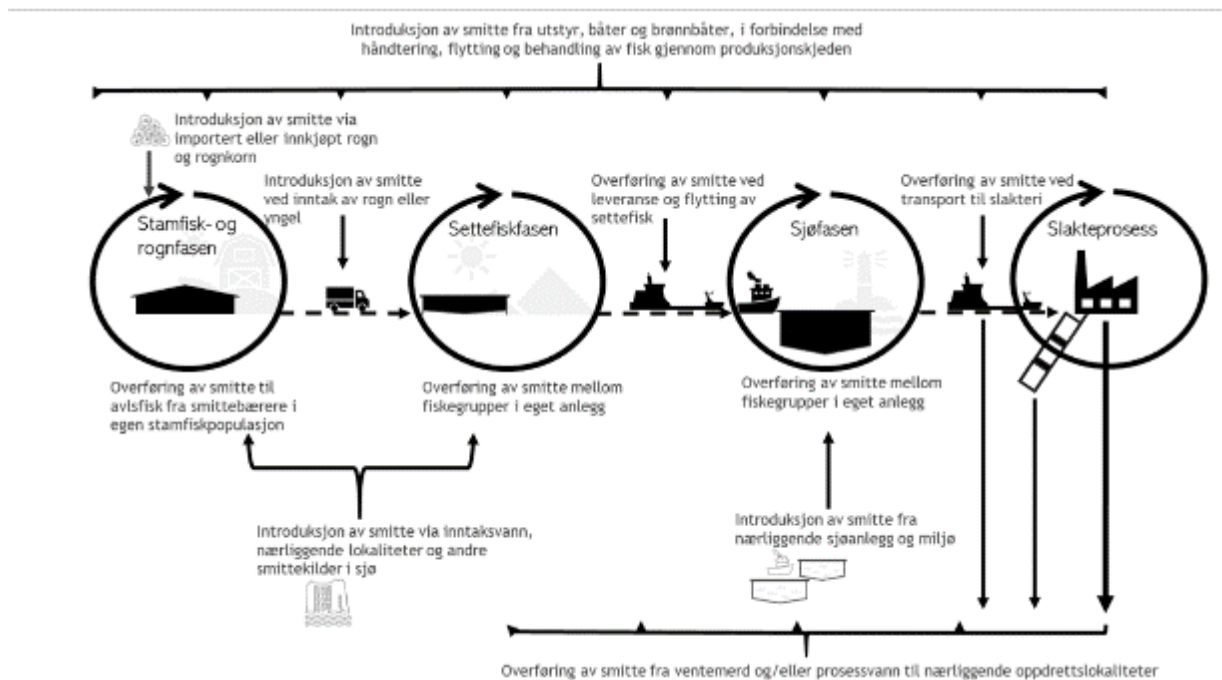 Introduksjon av smitte fra utstyr, båter og brønnbåter, i forbindelse med
håndtering, flytting og behandling av fisk gjennom produksjonskjeden
Introduksjon av smitte via
importert eller innkjøpt rogn
og rognkorn
Introduksjon av smitte
ved inntak av rogn eller
yngel
Overføring av smitte ved
leveranse og flytting av
settefisk
Overføring av smitte ved
transport til slakteri
Stamfisk- og
rognfasen
Settefiskfasen
Sjøfasen
Slakteprosess
Overføring av smitte til
avlsfisk fra smittebærere i
egen stamfiskpopulasjon
Overføring av smitte mellom
fiskegrupper i eget anlegg
Overføring av smitte mellom
fiskegrupper i eget anlegg
Introduksjon av smitte via inntaksvann,
nærliggende lokaliteter og andre
smittekilder i sjø
Introduksjon av smitte fra
nærliggende sjøanlegg og miljø
Overføring av smitte fra ventemerd og/eller prosessvann til nærliggende oppdrettslokaliteter